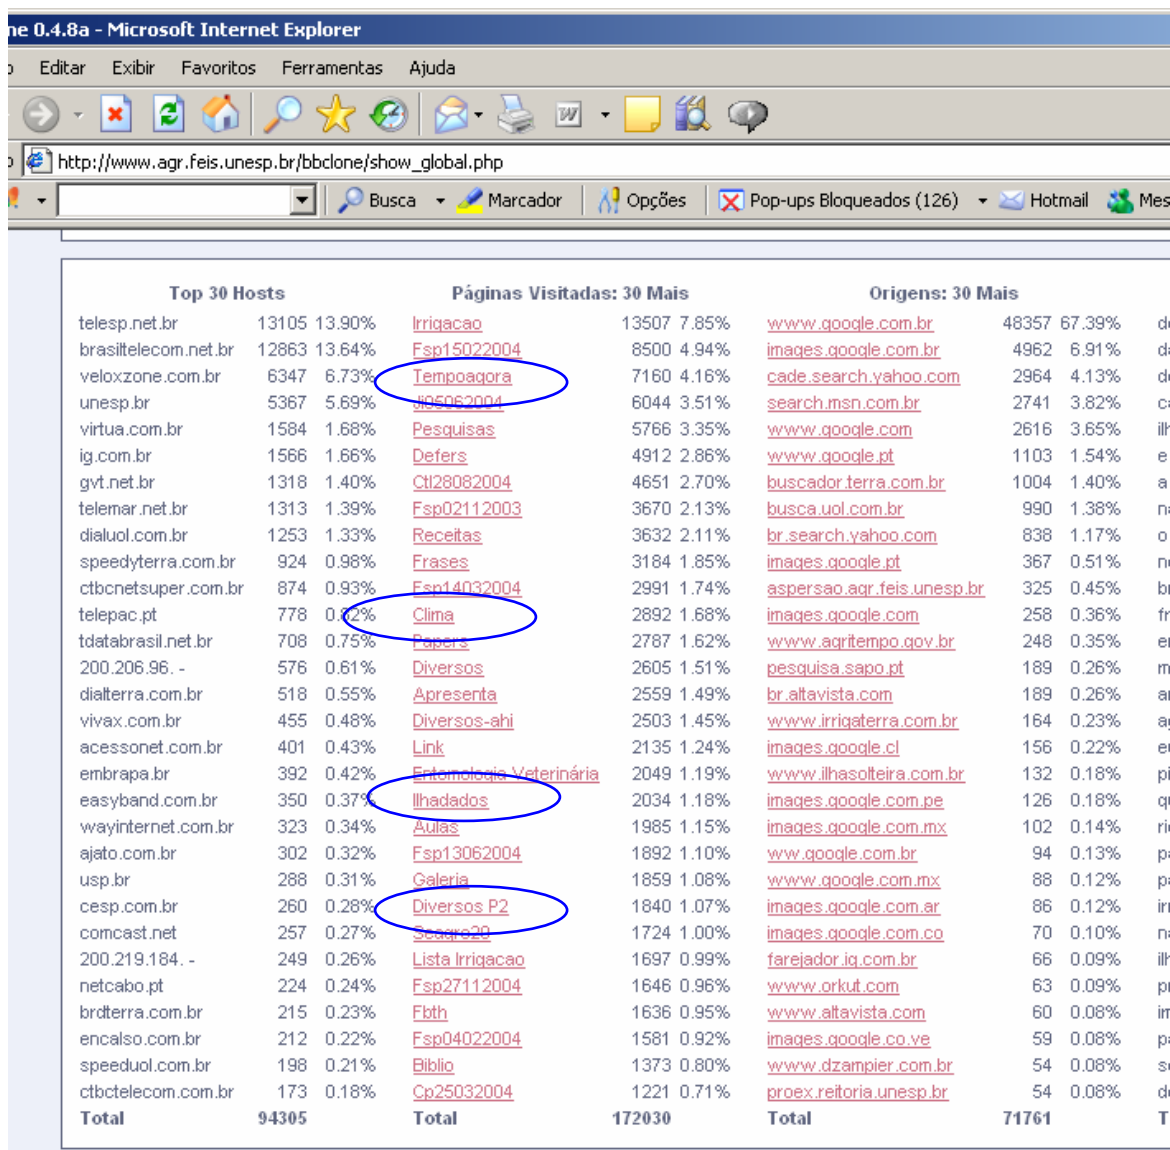 ne 0.4.8a - Microsoft Internet Explorer
Editar Exibir Favoritos Ferramentas Ajuda
http://www.agr.feis.unesp.br/bbclone/show_global.php
Busca Marcador Opções Pop-ups Bloqueados (126) Hotmail Mes
Top 30 Hosts Páginas Visitadas: 30 Mais Origens: 30 Mais
telesp.net.br 13105 13.90% Irrigacao 13507 7.85% www.google.com.br 48357 67.39%
brasiltelecom.net.br 12863 13.64% Fsp15022004 8500 4.94% images.google.com.br 4962 6.91%
veloxzone.com.br 6347 6.73% Tempoagora 7160 4.16% cade.search.yahoo.com 2964 4.13%
unesp.br 5367 5.69% Ji05062004 6044 3.51% search.msn.com.br 2741 3.82%
virtua.com.br 1584 1.68% Pesquisas 5766 3.35% www.google.com 2616 3.65%
ig.com.br 1566 1.66% Defers 4912 2.86% www.google.pt 1103 1.54% e
gvt.net.br 1318 1.40% Ctl28082004 4651 2.70% buscador.terra.com.br 1004 1.40% a
telemar.net.br 1313 1.39% Fsp02112003 3670 2.13% busca.uol.com.br 990 1.38%
dialuol.com.br 1253 1.33% Receitas 3632 2.11% br.search.yahoo.com 838 1.17% o
speedyterra.com.br 924 0.98% Frases 3184 1.85% images.google.pt 367 0.51%
ctbcnetsuper.com.br 874 0.93% Fsp14032004 2991 1.74% aspersao.agr.feis.unesp.br 325 0.45%
telepac.pt 778 0.82% Clima 2892 1.68% images.google.com 258 0.36%
tdatabrasil.net.br 708 0.75% Papers 2787 1.62% www.agritempo.gov.br 248 0.35%
200.206.96. - 576 0.61% Diversos 2605 1.51% pesquisa.sapo.pt 189 0.26%
dialterra.com.br 518 0.55% Apresenta 2559 1.49% br.altavista.com 189 0.26%
vivax.com.br 455 0.48% Diversos-ahi 2503 1.45% www.irrigaterra.com.br 164 0.23%
acessonet.com.br 401 0.43% Link 2135 1.24% images.google.cl 156 0.22%
embrapa.br 392 0.42% Entomologia Veterinária 2049 1.19% www.ilhasolteira.com.br 132 0.18%
easyband.com.br 350 0.37% Ilhadados 2034 1.18% images.google.com.pe 126 0.18%
wayinternet.com.br 323 0.34% Aulas 1985 1.15% images.google.com.mx 102 0.14%
ajato.com.br 302 0.32% Fsp13062004 1892 1.10% ww.google.com.br 94 0.13%
usp.br 288 0.31% Galeria 1859 1.08% www.google.com.mx 88 0.12%
cesp.com.br 260 0.28% Diversos P2 1840 1.07% images.google.com.ar 86 0.12%
comcast.net 257 0.27% Seagro20 1724 1.00% images.google.com.co 70 0.10%
200.219.184. - 249 0.26% Lista Irrigacao 1697 0.99% farejador.ig.com.br 66 0.09%
netcabo.pt 224 0.24% Fsp27112004 1646 0.96% www.orkut.com 63 0.09%
brdterra.com.br 215 0.23% Fbth 1636 0.95% www.altavista.com 60 0.08%
encalso.com.br 212 0.22% Fsp04022004 1581 0.92% images.google.co.ve 59 0.08%
speeduol.com.br 198 0.21% Biblio 1373 0.80% www.dzampier.com.br 54 0.08%
ctbctelecom.com.br 173 0.18% Cp25032004 1221 0.71% proex.reitoria.unesp.br 54 0.08%
Total 94305 Total 172030 Total 71761